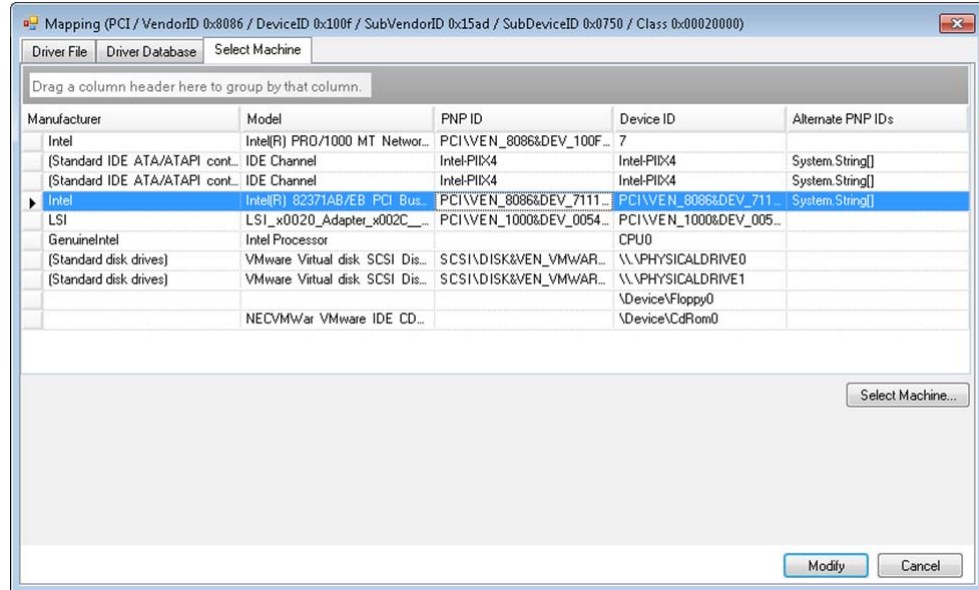 Mapping (PCI / VendorID 0x8086 / DeviceID 0x100f / SubVendorID 0x15ad / SubDeviceID 0x0750 / Class 0x00020000)
Driver File Driver Database Select Machine
Drag a column header here to group by that column.
Manufacturer Model PNP ID Device ID Alternate PNP IDs
Intel Intel(R) PRO/1000 MT Networ... PCI\VEN_8086&DEV_100F... 7
(Standard IDE ATA/ATAPI cont... IDE Channel Intel-PIIX4 Intel-PIIX4 System.String[]
(Standard IDE ATA/ATAPI cont... IDE Channel Intel-PIIX4 Intel-PIIX4 System.String[]
Intel Intel(R) 82371AB/EB PCI Bus... PCI\VEN_8086&DEV_7111... PCI\VEN_8086&DEV_711... System.String[]
LSI LSI_x0020_Adapter_x002C__... PCI\VEN_1000&DEV_0054... PCI\VEN_1000&DEV_005...
GenuineIntel Intel Processor CPU0
(Standard disk drives) VMware Virtual disk SCSI Dis... SCSI\DISK&VEN_VMWAR... \\.\PHYSICALDRIVE0
(Standard disk drives) VMware Virtual disk SCSI Dis... SCSI\DISK&VEN_VMWAR... \\.\PHYSICALDRIVE1
\Device\Floppy0
NECVMWar VMware IDE CD... \Device\CdRom0
Select Machine...
Modify Cancel